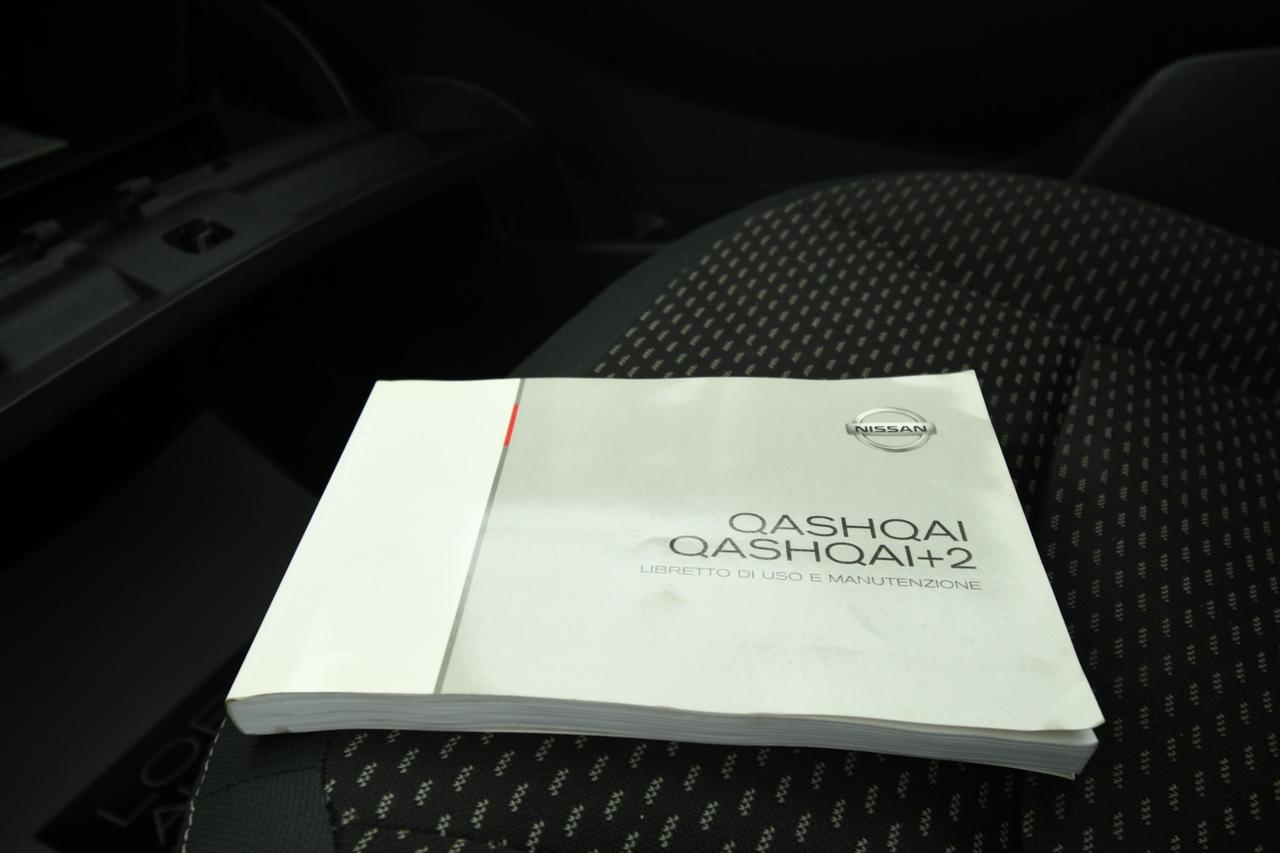 NISSAN
QASHQAI
QASHQAI+2
LIBRETTO DI USO E MANUTENZIONE